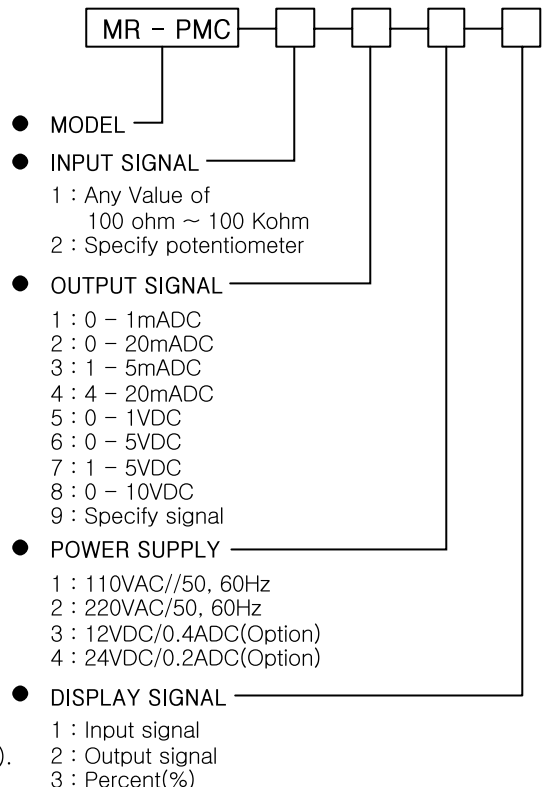 MR - PMC
● MODEL
● INPUT SIGNAL
1 : Any Value of
100 ohm ~ 100 Kohm
2 : Specify potentiometer
● OUTPUT SIGNAL
1 : 0 - 1mADC
2 : 0 - 20mADC
3 : 1 - 5mADC
4 : 4 - 20mADC
5 : 0 - 1VDC
6 : 0 - 5VDC
7 : 1 - 5VDC
8 : 0 - 10VDC
9 : Specify signal
● POWER SUPPLY
1 : 110VAC//50, 60Hz
2 : 220VAC/50, 60Hz
3 : 12VDC/0.4ADC(Option)
4 : 24VDC/0.2ADC(Option)
● DISPLAY SIGNAL
1 : Input signal
). 2 : Output signal
3 : Percent(%)